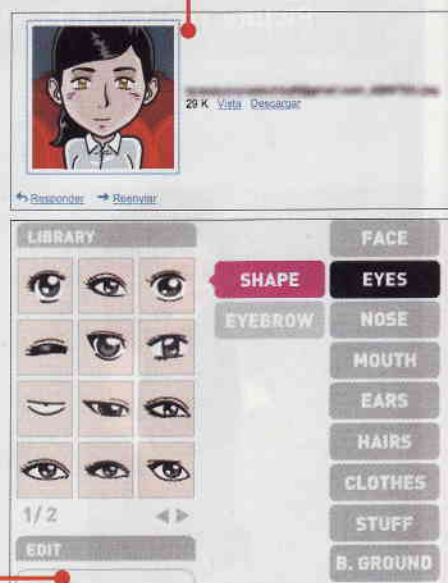 29 K Vista Descargar
Responder Reenviar
LIBRARY
FACE
SHAPE
EYES
EYEBROW
NOSE
MOUTH
EARS
HAIRS
CLOTHES
1/2
STUFF
EDIT
B. GROUND